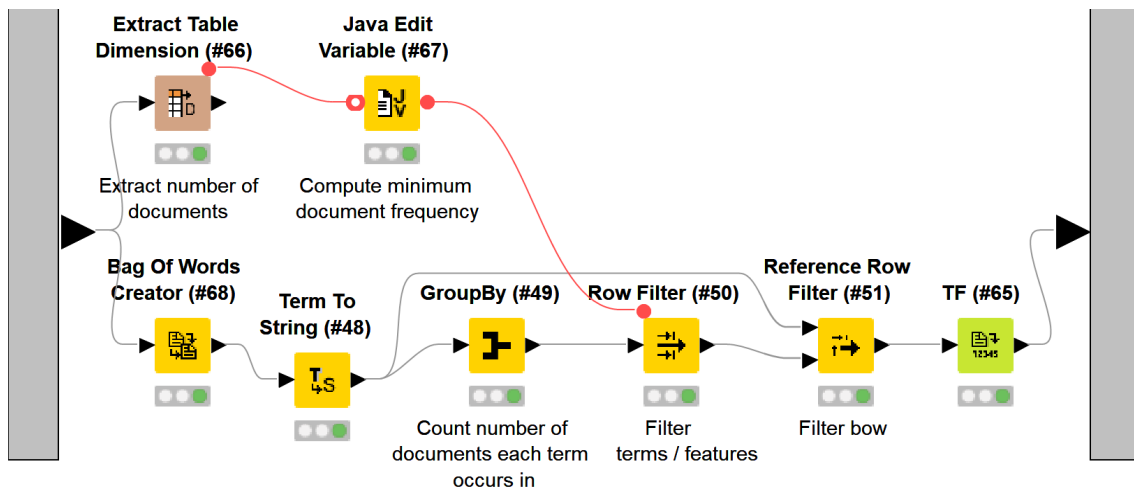 Extract Table
Dimension (#66)
Java Edit
Variable (#67)
D
J
V
Extract number of
documents
Compute minimum
document frequency
Bag Of Words
Creator (#68)
Term To
String (#48)
GroupBy (#49)
Row Filter (#50)
Reference Row
Filter (#51)
TF (#65)
T
S
12345
Count number of
documents each term
occurs in
Filter
terms / features
Filter bow